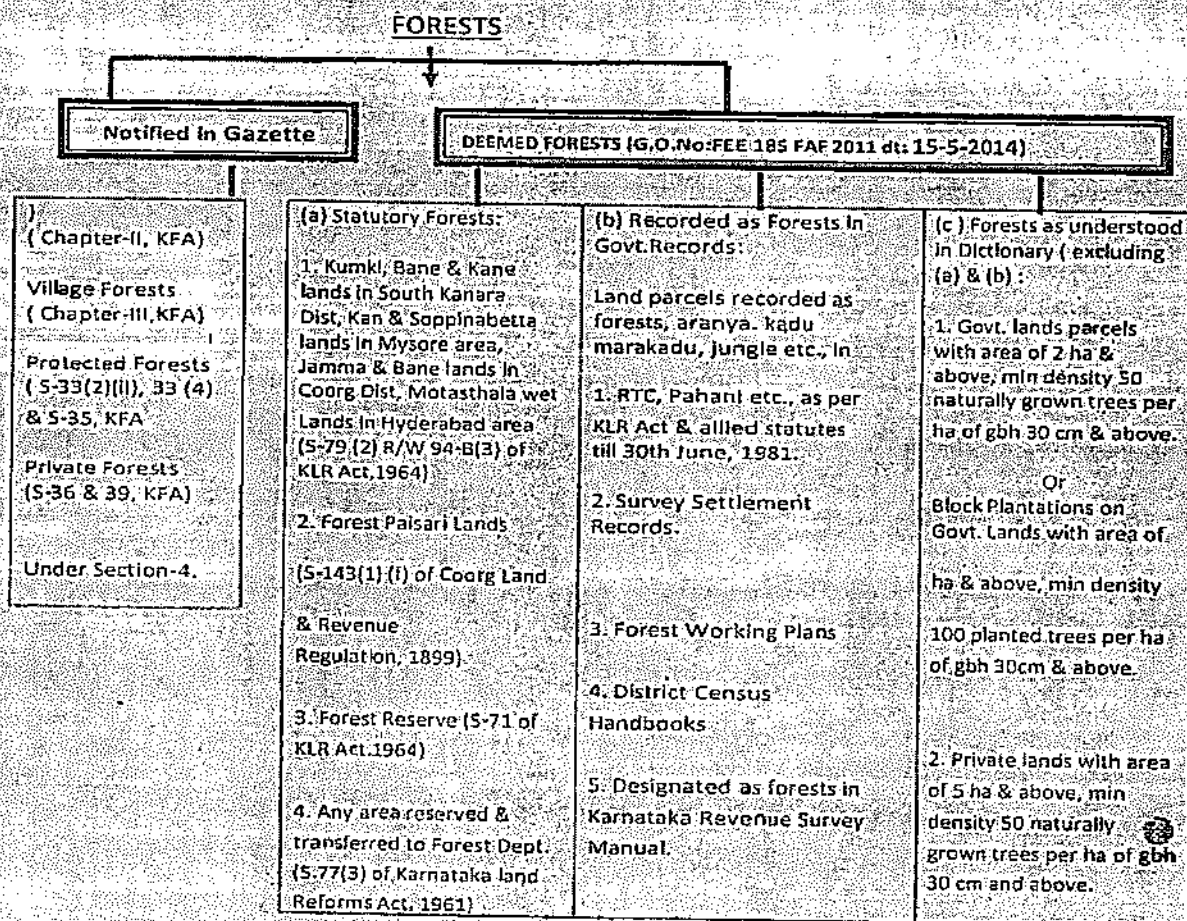 FORESTS
Notified in Gazette
DEEMED FORESTS (G.O.No:FEE 185 FAF 2011 dt: 15-5-2014)
)
( Chapter-II, KFA)
Village Forests
( Chapter-III,KFA)
Protected Forests
( S-33(2)(ii), 33 (4)
& S-35, KFA
Private Forests
(S-36 & 39, KFA)
Under Section-4.
(a) Statutory Forests:
1. Kumki, Bane & Kane
lands in South Kanara
Dist, Kan & Soppinabetta
lands in Mysore area,
Jamma & Bane lands in
Coorg Dist, Motasthala wet
Lands in Hyderabad area
(S-79 (2) R/W 94-B(3) of
KLR Act,1964)
2. Forest Paisari Lands
(S-143(1) (i) of Coorg Land
& Revenue
Regulation, 1899).
3. Forest Reserve (S-71 of
KLR Act.1964)
4. Any area reserved &
transferred to Forest Dept.
(S.77(3) of Karnataka land
Reforms Act, 1961)
(b) Recorded as Forests in
Govt.Records:
Land parcels recorded as
forests, aranya. kadu
marakadu, jungle etc., in
1. RTC, Pahani etc., as per
KLR Act & allied statutes
till 30th June, 1981.
2. Survey Settlement
Records.
3. Forest Working Plans
4. District Census
Handbooks
5. Designated as forests in
Karnataka Revenue Survey
Manual.
(c ) Forests as understood
in Dictionary ( excluding
(a) & (b) :
1. Govt. lands parcels
with area of 2 ha &
above, min density 50
naturally grown trees per
ha of gbh 30 cm & above.
Or
Block Plantations on
Govt. Lands with area of
ha & above, min density
100 planted trees per ha
of gbh 30cm & above.
2. Private lands with area
of 5 ha & above, min
density 50 naturally
grown trees per ha of gbh
30 cm and above.